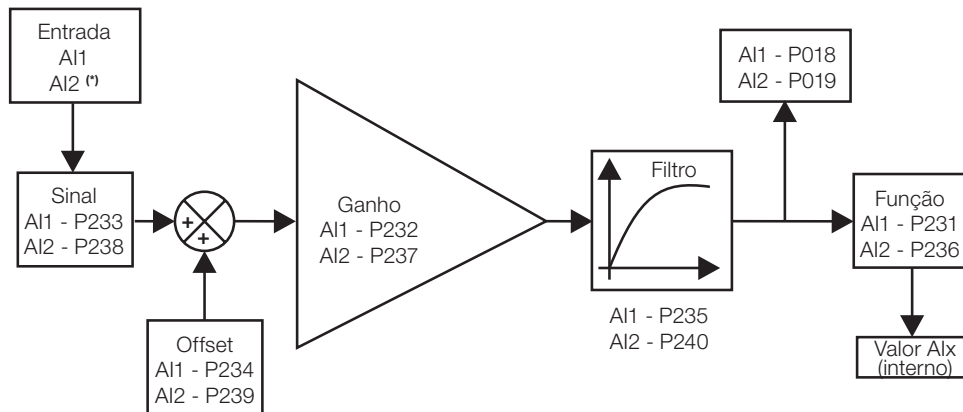 Entrada
AI1
AI2 (*)
Sinal
AI1 - P233
AI2 - P238
+
+
Offset
AI1 - P234
AI2 - P239
Ganho
AI1 - P232
AI2 - P237
Filtro
AI1 - P235
AI2 - P240
AI1 - P018
AI2 - P019
Função
AI1 - P231
AI2 - P236
Valor AIx
(interno)